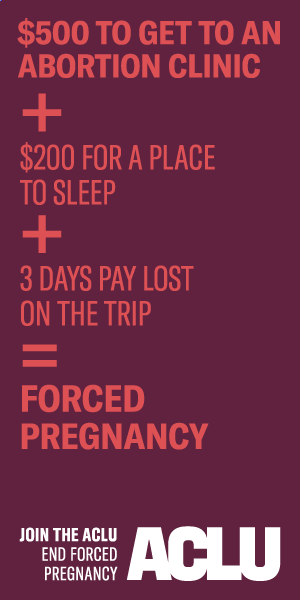 $500 TO GET TO AN
ABORTION CLINIC
+
$200 FOR A PLACE
TO SLEEP
+
3 DAYS PAY LOST
ON THE TRIP
=
FORCED
PREGNANCY
JOIN THE ACLU
END FORCED
PREGNANCY
ACLU